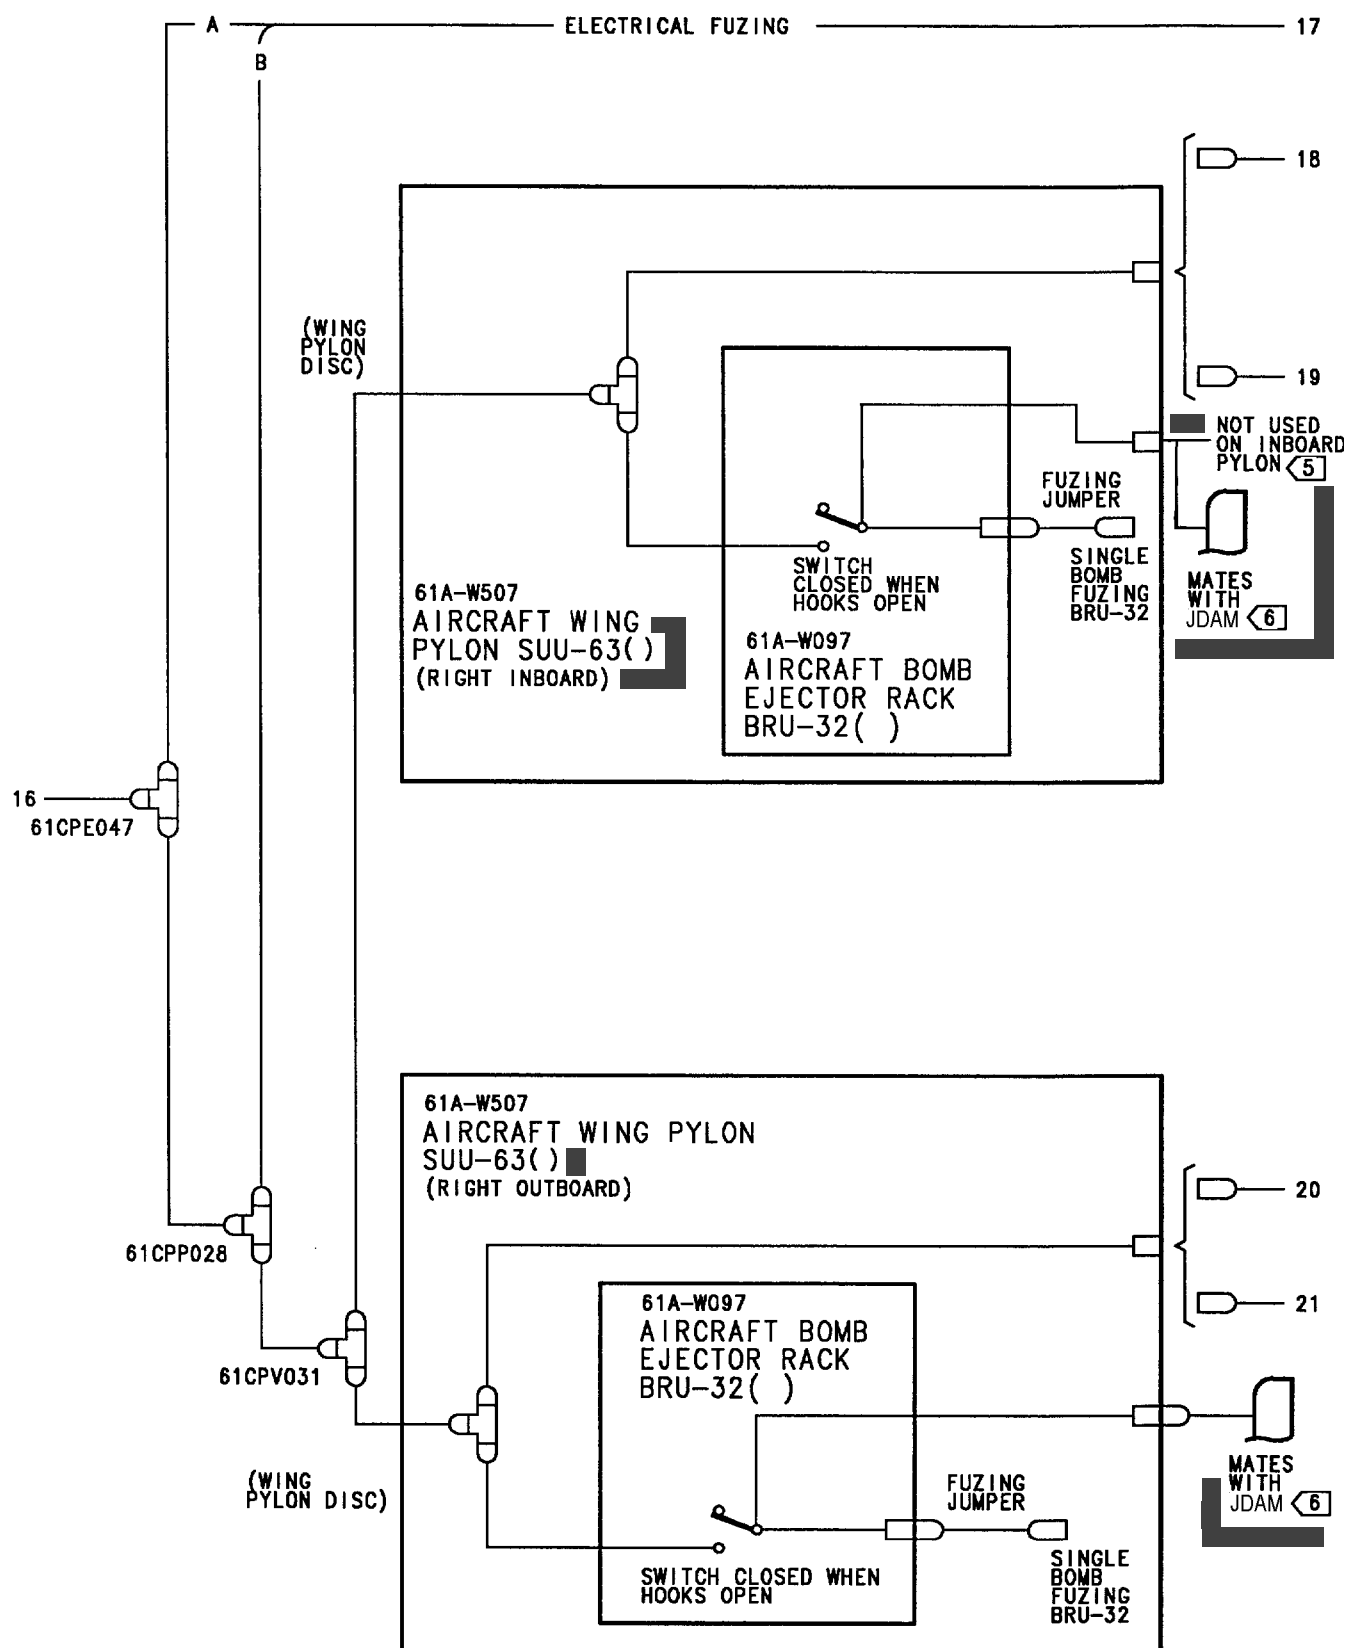 A
ELECTRICAL FUZING
17
B
18
(WING
PYLON
DISC)
19
NOT USED
ON INBOARD
PYLON 5
FUZING
JUMPER
SWITCH
CLOSED WHEN
HOOKS OPEN
SINGLE
BOMB
FUZING
BRU-32
MATES
WITH
JDAM 6
61A-W507
AIRCRAFT WING
PYLON SUU-63( )
(RIGHT INBOARD)
61A-W097
AIRCRAFT BOMB
EJECTOR RACK
BRU-32( )
16
61CPE047
61A-W507
AIRCRAFT WING PYLON
SUU-63( )
(RIGHT OUTBOARD)
20
61CPP028
61A-W097
AIRCRAFT BOMB
EJECTOR RACK
BRU-32( )
21
61CPV031
(WING
PYLON DISC)
FUZING
JUMPER
MATES
WITH
JDAM 6
SWITCH CLOSED WHEN
HOOKS OPEN
SINGLE
BOMB
FUZING
BRU-32